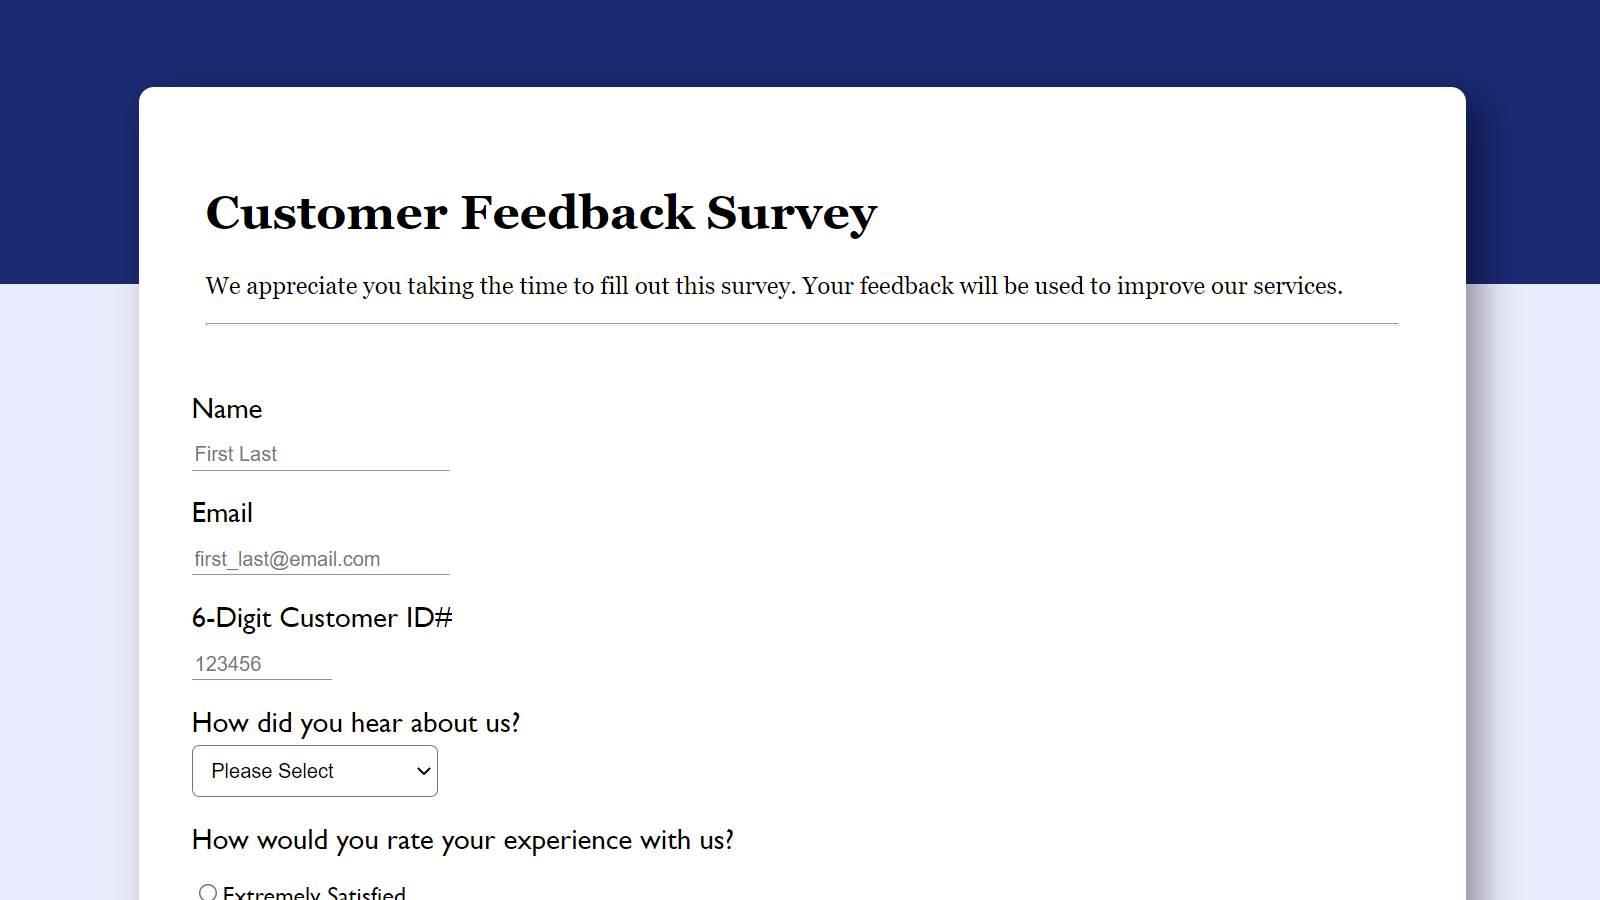 Customer Feedback Survey
We appreciate you taking the time to fill out this survey. Your feedback will be used to improve our services.
Name
First Last
Email
first_last@email.com
6-Digit Customer ID#
123456
How did you hear about us?
Please Select
How would you rate your experience with us?
Extremely Satisfied